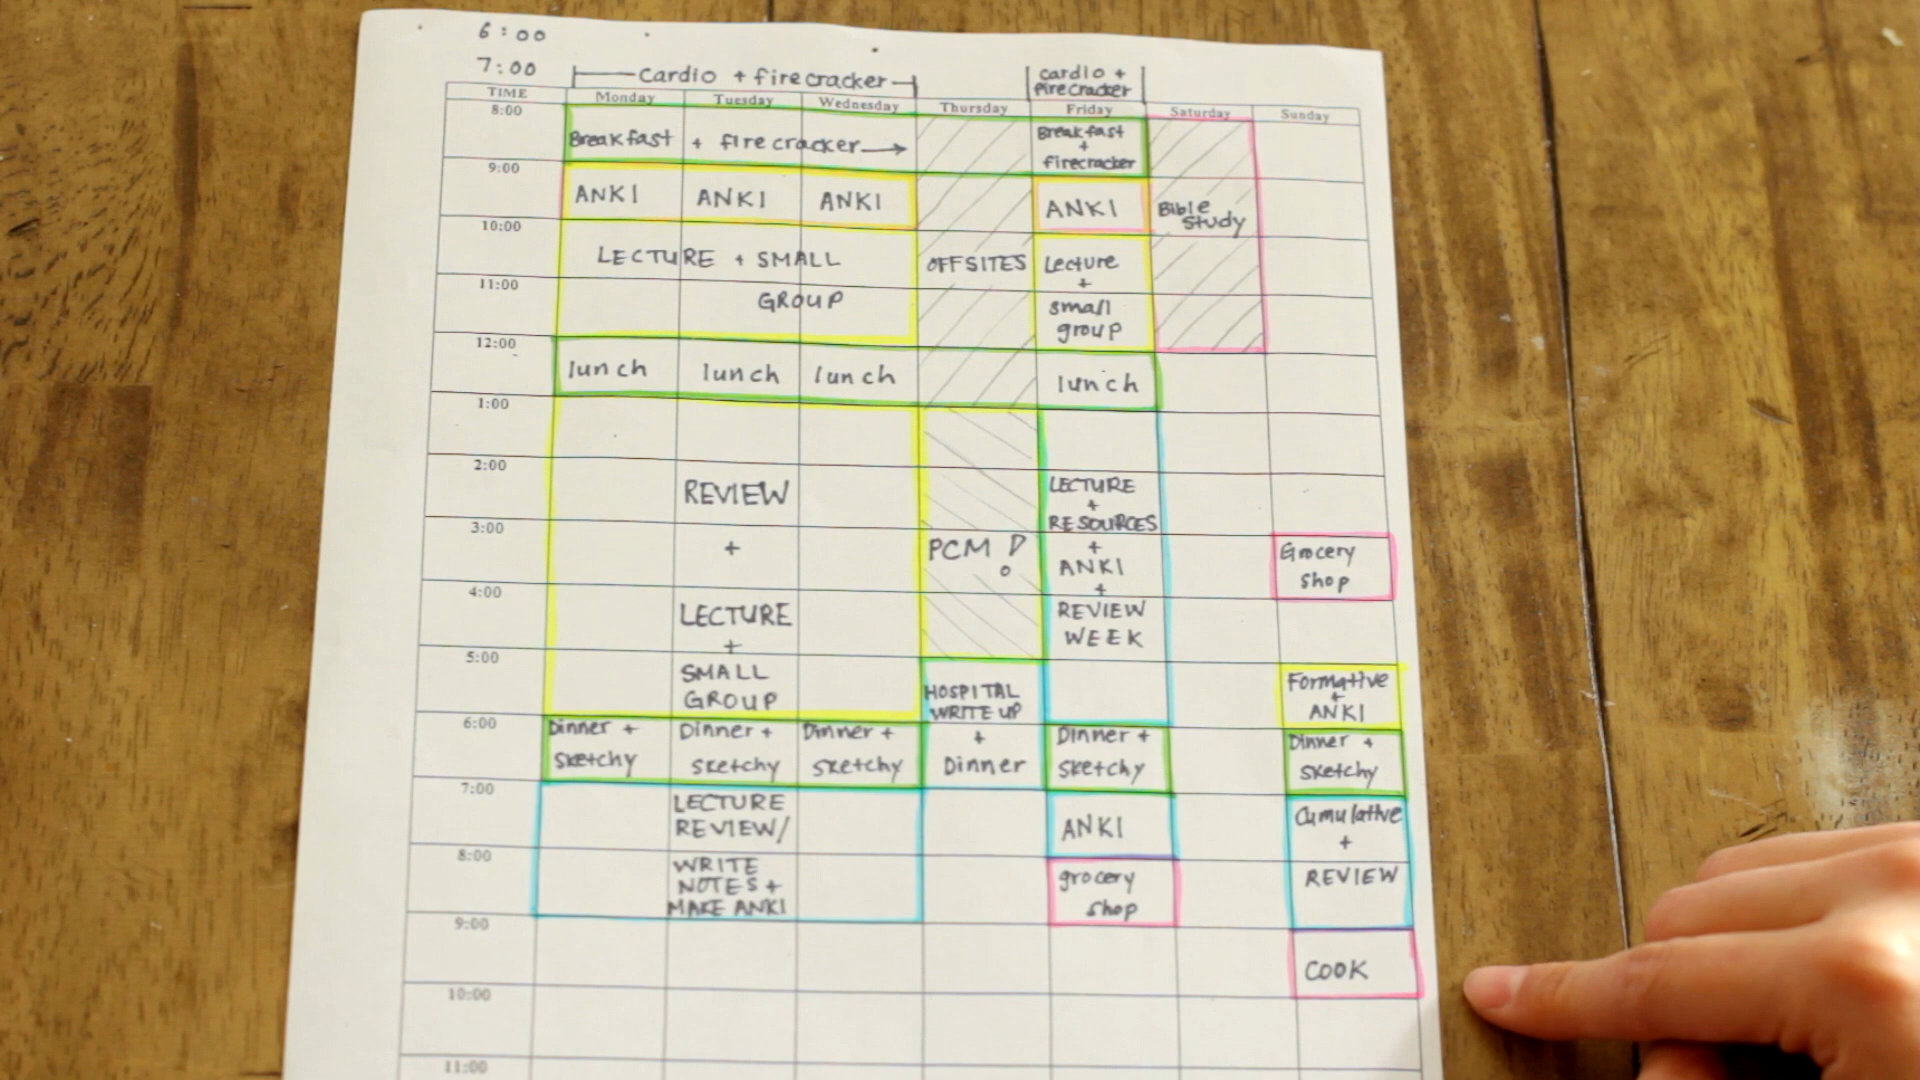 6:00
7:00
Cardio + firecracker
cardio +
firecracker
TIME Monday Tuesday Wednesday Thursday Friday Saturday Sunday
8:00
Breakfast + firecracker
Breakfast
+
firecracker
9:00
ANKI ANKI ANKI ANKI
Bible
Study
10:00
LECTURE + SMALL
GROUP
OFFSITES
Lecture
+
small
group
11:00
12:00
lunch lunch lunch lunch
1:00
2:00
REVIEW
+
LECTURE
+
SMALL
GROUP
3:00
PCM !
LECTURE
+
RESOURCES
+
ANKI
+
REVIEW
WEEK
Grocery
shop
4:00
5:00
HOSPITAL
WRITE UP
+
Dinner
Formative
+
ANKI
6:00
Dinner +
sketchy
Dinner +
sketchy
Dinner +
sketchy
Dinner +
sketchy
Dinner +
sketchy
7:00
LECTURE
REVIEW/
WRITE
NOTES +
MAKE ANKI
ANKI
Cumulative
+
REVIEW
8:00
grocery
shop
9:00
COOK
10:00
11:00